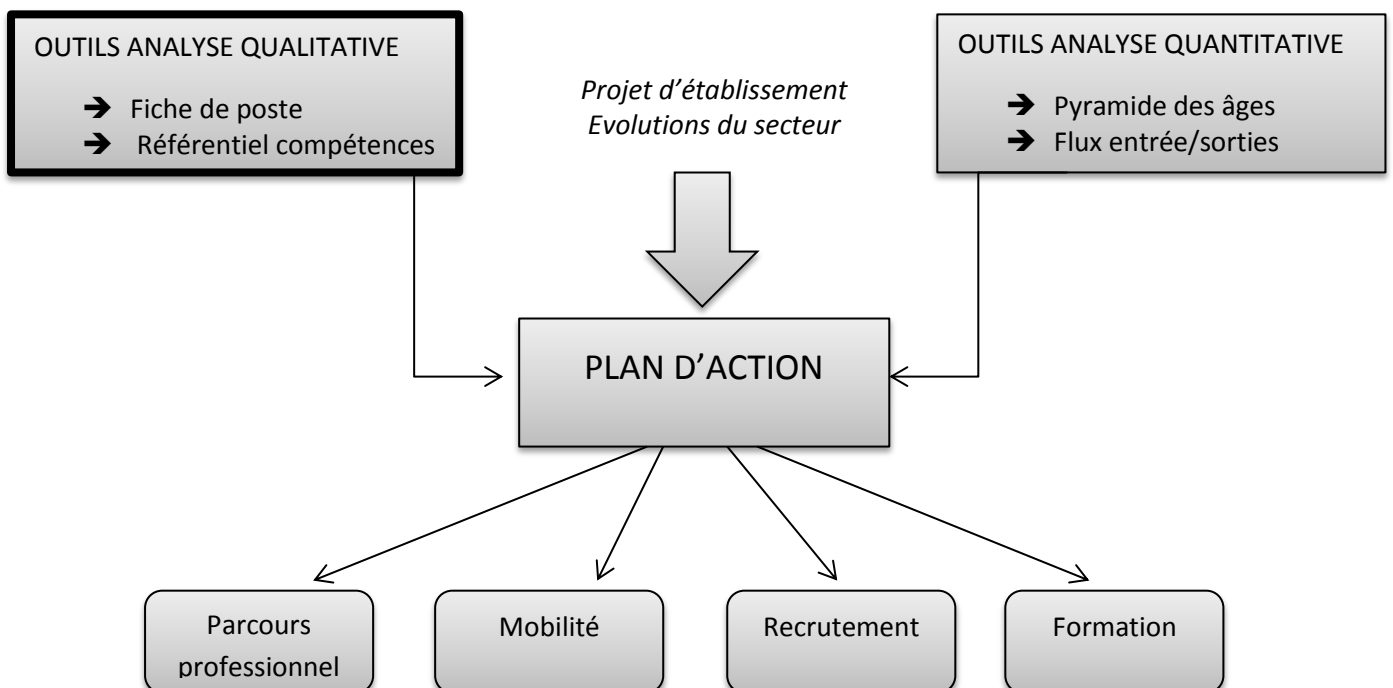 OUTILS ANALYSE QUALITATIVE
➔ Fiche de poste
➔ Référentiel compétences
Projet d’établissement
Evolutions du secteur
OUTILS ANALYSE QUANTITATIVE
➔ Pyramide des âges
➔ Flux entrée/sorties
PLAN D’ACTION
Parcours
professionnel
Mobilité
Recrutement
Formation